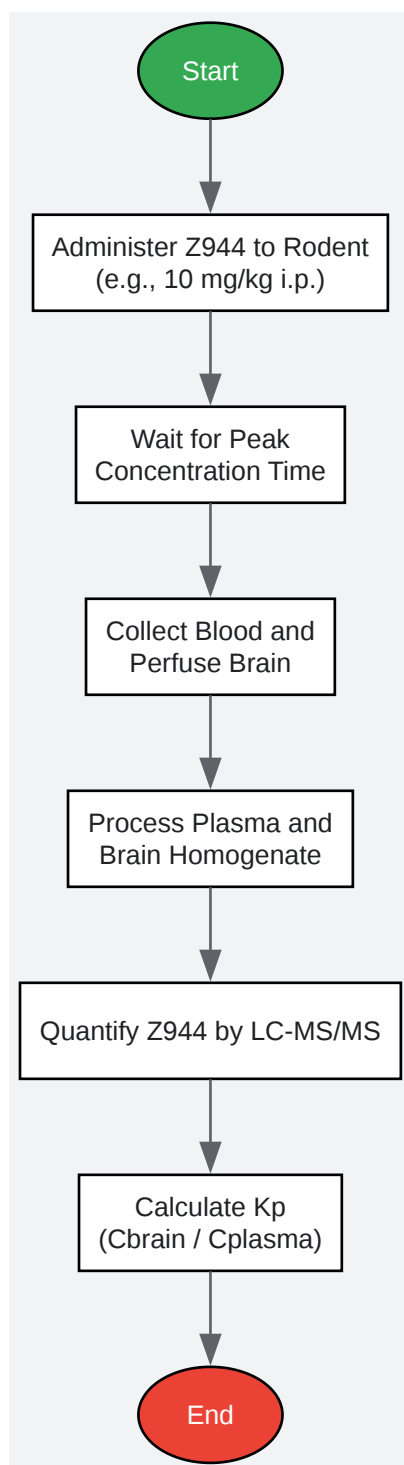 Start
Administer Z944 to Rodent
(e.g., 10 mg/kg i.p.)
Wait for Peak
Concentration Time
Collect Blood and
Perfuse Brain
Process Plasma and
Brain Homogenate
Quantify Z944 by LC-MS/MS
Calculate Kp
(Cbrain / Cplasma)
End